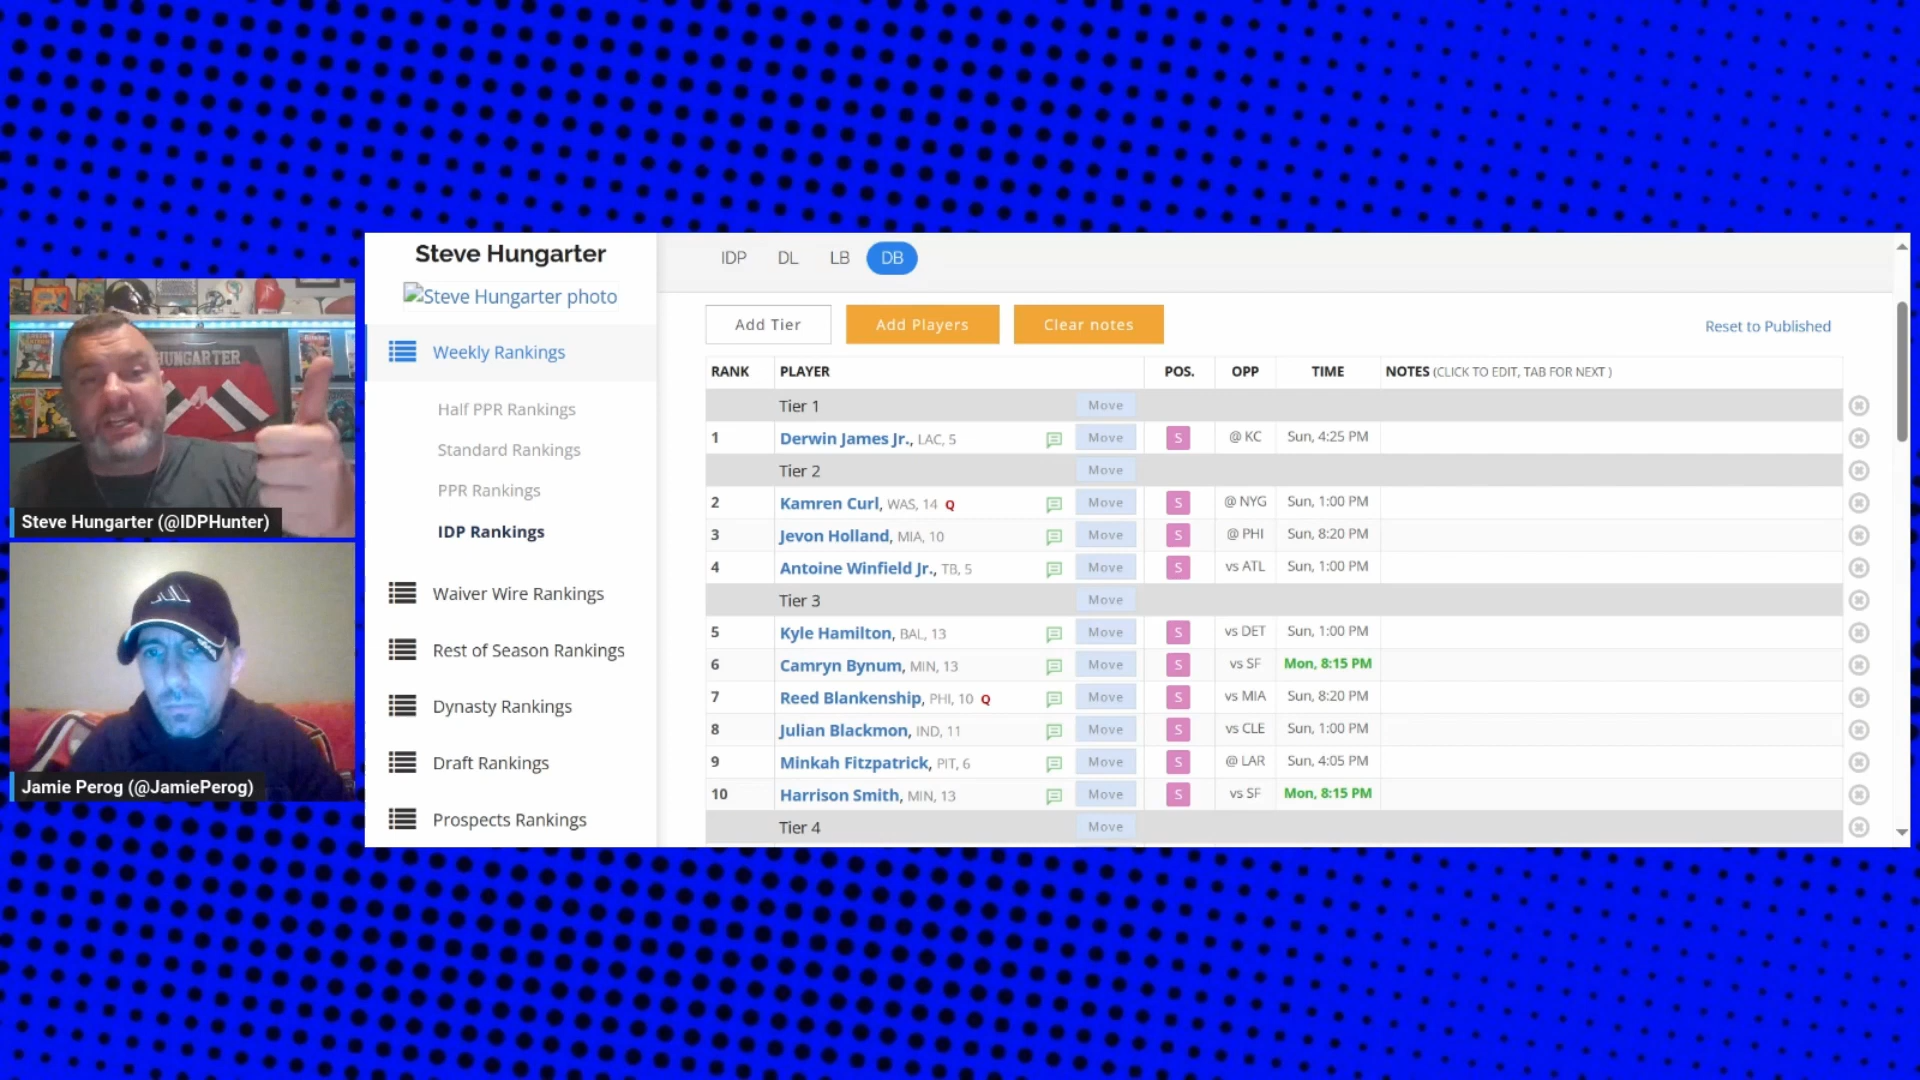 Steve Hungarter
Steve Hungarter photo
Weekly Rankings
Half PPR Rankings
Standard Rankings
PPR Rankings
IDP Rankings
Waiver Wire Rankings
Rest of Season Rankings
Dynasty Rankings
Draft Rankings
Prospects Rankings
IDP DL LB DB
Add Tier Add Players Clear notes Reset to Published
RANK PLAYER POS. OPP TIME NOTES (CLICK TO EDIT, TAB FOR NEXT )
Tier 1 Move
1 Derwin James Jr., LAC, 5 Move S @ KC Sun, 4:25 PM
Tier 2 Move
2 Kamren Curl, WAS, 14 Q Move S @ NYG Sun, 1:00 PM
3 Jevon Holland, MIA, 10 Move S @ PHI Sun, 8:20 PM
4 Antoine Winfield Jr., TB, 5 Move S vs ATL Sun, 1:00 PM
Tier 3 Move
5 Kyle Hamilton, BAL, 13 Move S vs DET Sun, 1:00 PM
6 Camryn Bynum, MIN, 13 Move S vs SF Mon, 8:15 PM
7 Reed Blankenship, PHI, 10 Q Move S vs MIA Sun, 8:20 PM
8 Julian Blackmon, IND, 11 Move S vs CLE Sun, 1:00 PM
9 Minkah Fitzpatrick, PIT, 6 Move S @ LAR Sun, 4:05 PM
10 Harrison Smith, MIN, 13 Move S vs SF Mon, 8:15 PM
Tier 4 Move
HUNGARTER
Steve Hungarter (@IDPHunter)
Jamie Perog (@JamiePerog)